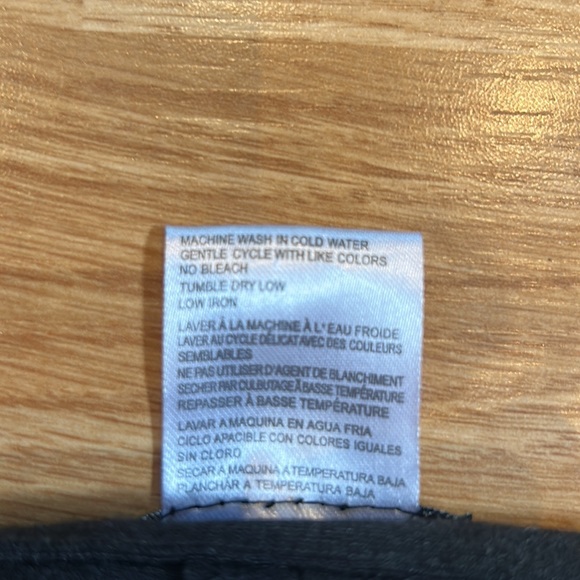 MACHINE WASH IN COLD WATER
GENTLE CYCLE WITH LIKE COLORS
NO BLEACH
TUMBLE DRY LOW
LOW IRON
LAVER À LA MACHINE À L' EAU FROIDE
LAVER AU CYCLE DÉLICAT AVEC DES COULEURS
SEMBLABLES
NE PAS UTILISER D'AGENT DE BLANCHIMENT
SECHER PAR CULBUTAGE À BASSE TEMPÉRATURE
REPASSER À BASSE TEMPÉRATURE
LAVAR A MAQUINA EN AGUA FRIA
CICLO APACIBLE CON COLORES IGUALES
SIN CLORO
SECAR A MAQUINA A TEMPERATURA BAJA
PLANCHAR A TEMPERATURA BAJA